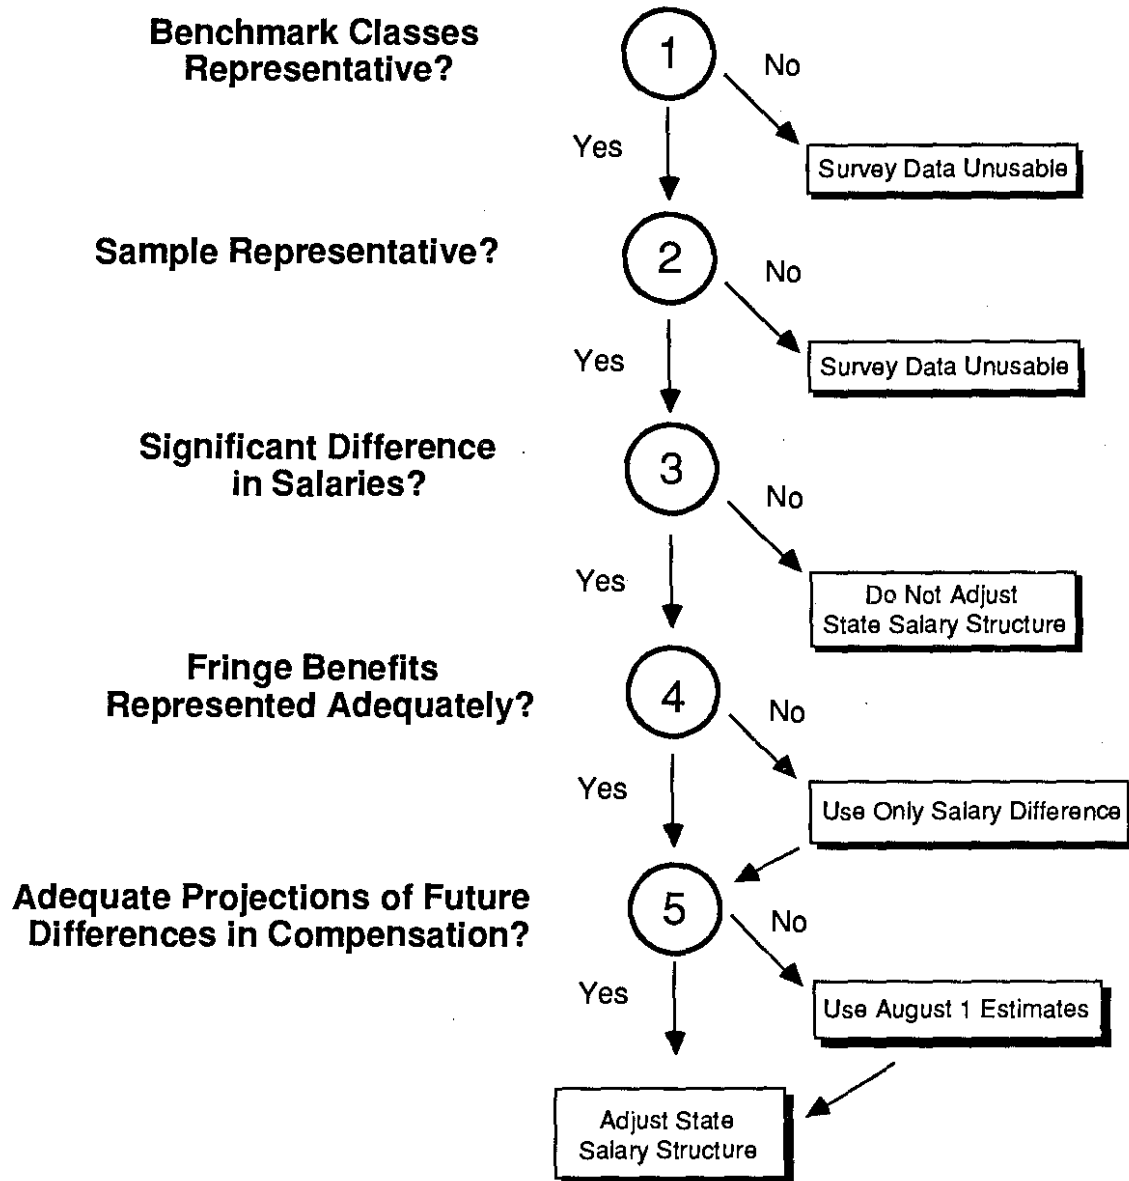 Benchmark Classes
Representative?
1
No
Yes
Survey Data Unusable
Sample Representative?
2
No
Yes
Survey Data Unusable
Significant Difference
in Salaries?
3
No
Yes
Do Not Adjust
State Salary Structure
Fringe Benefits
Represented Adequately?
4
No
Yes
Use Only Salary Difference
Adequate Projections of Future
Differences in Compensation?
5
No
Yes
Use August 1 Estimates
Adjust State
Salary Structure